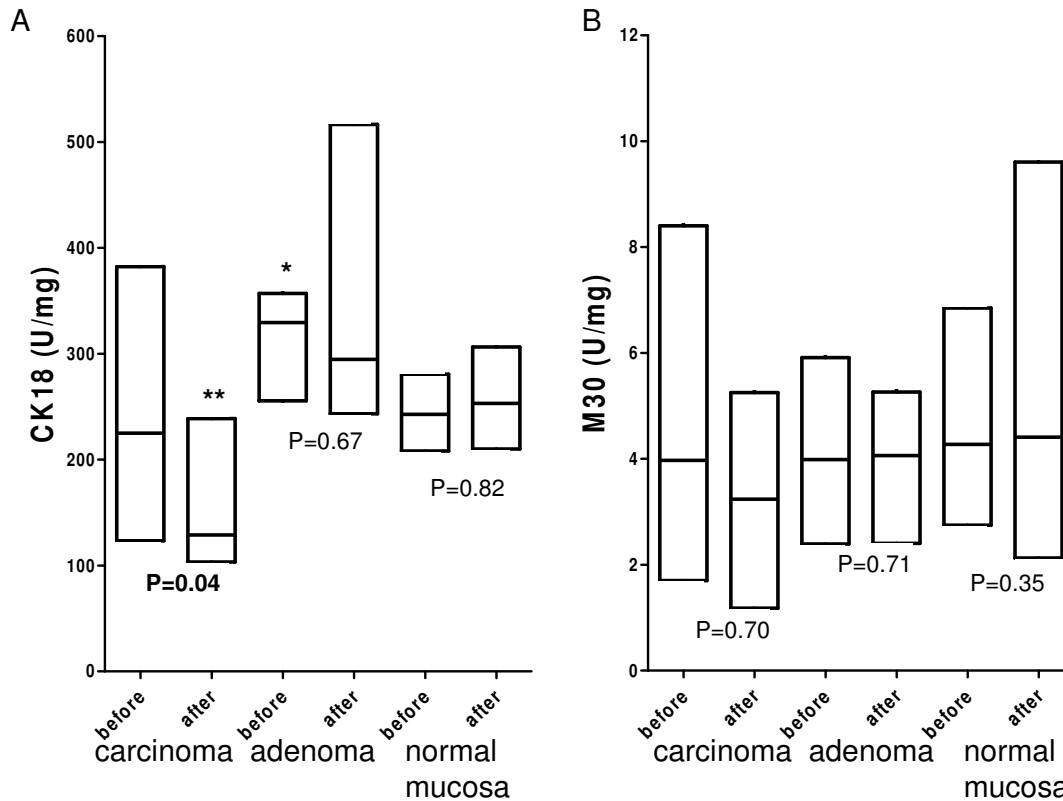 A
CK18 (U/mg)
600
500
400
300
200
100
0
*
**
P=0.67
P=0.82
P=0.04
before after before after before after
carcinoma adenoma normal
mucosa
B
M30 (U/mg)
12
10
8
6
4
2
0
P=0.71
P=0.35
P=0.70
before after before after before after
carcinoma adenoma normal
mucosa